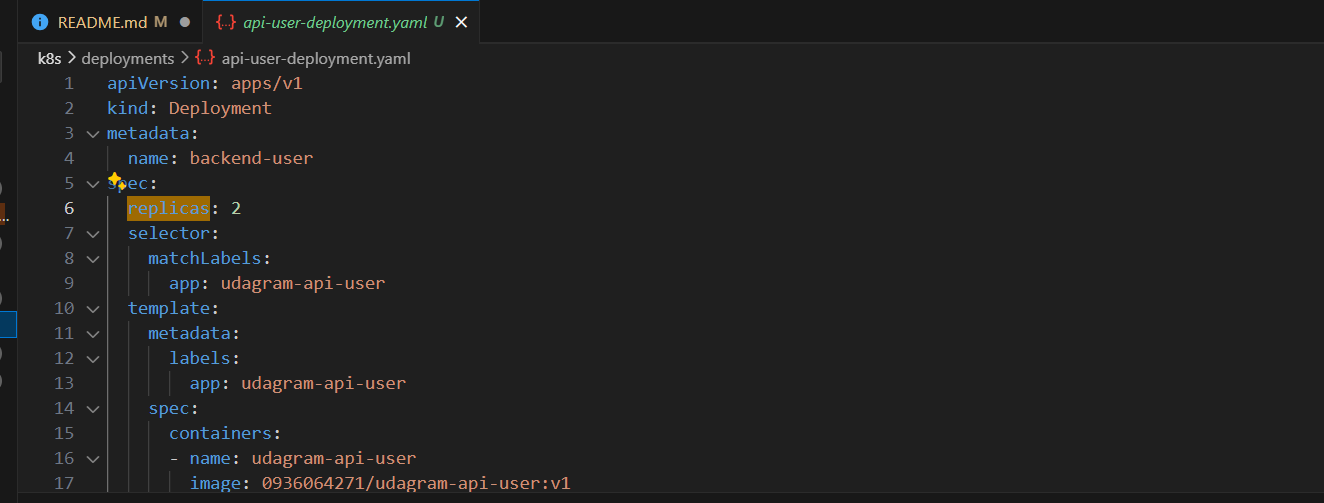 README.md M
api-user-deployment.yaml U
k8s > deployments > {..} api-user-deployment.yaml
1 apiVersion: apps/v1
2 kind: Deployment
3 metadata:
4 name: backend-user
5 spec:
6 replicas: 2
7 selector:
8 matchLabels:
9 app: udagram-api-user
10 template:
11 metadata:
12 labels:
13 app: udagram-api-user
14 spec:
15 containers:
16 - name: udagram-api-user
17 image: 0936064271/udagram-api-user:v1